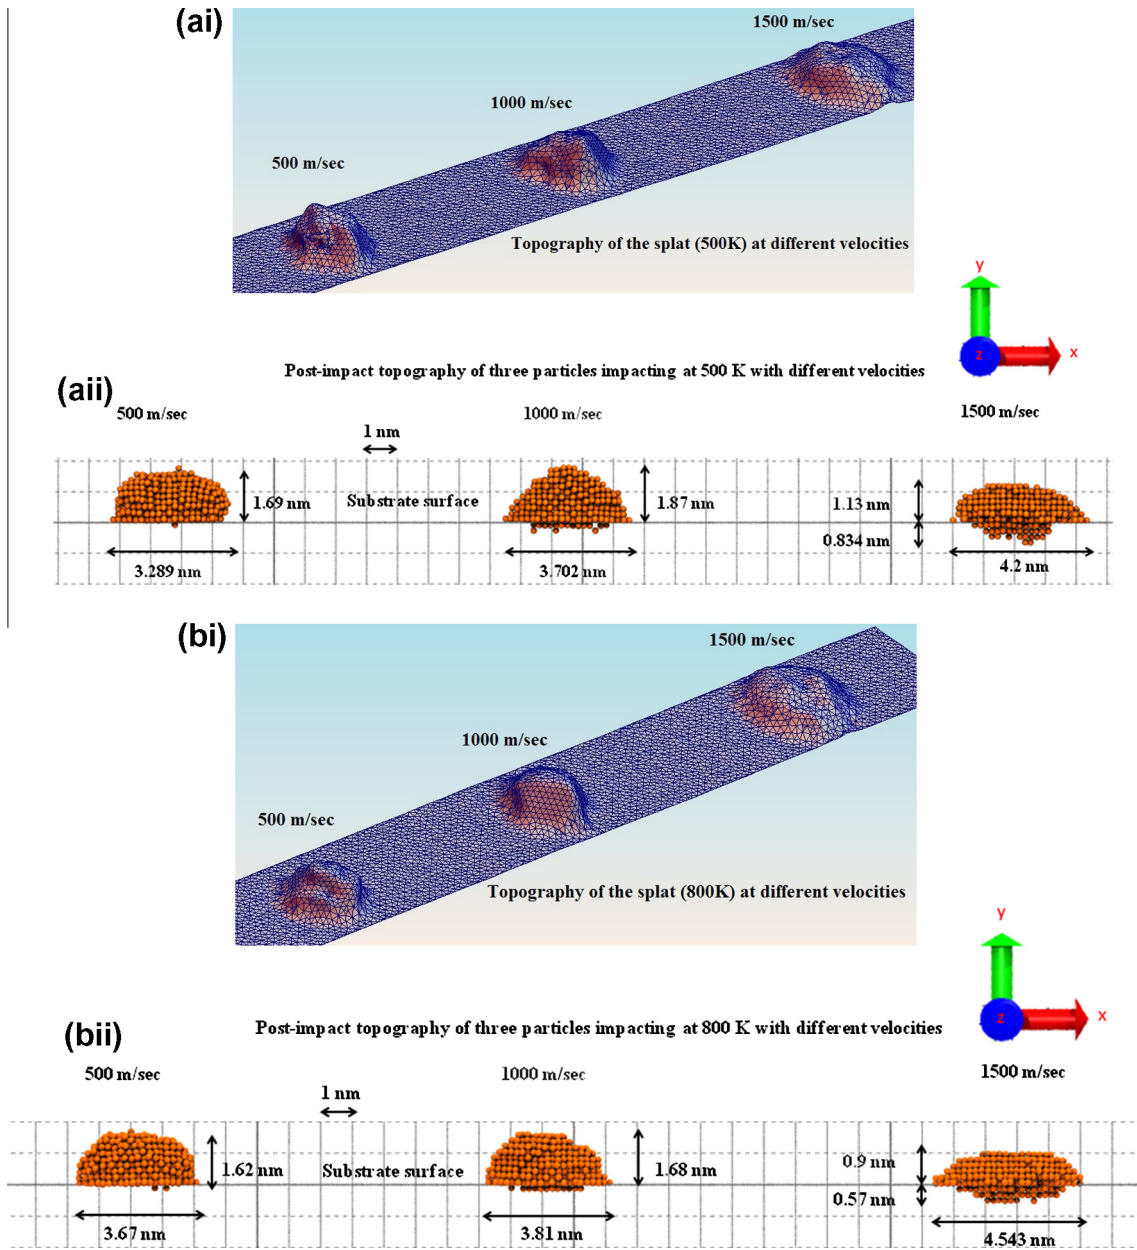 (ai)
1500 m/sec
1000 m/sec
500 m/sec
Topography of the splat (500K) at different velocities
y
z
x
Post-impact topography of three particles impacting at 500 K with different velocities
(aii)
500 m/sec
1000 m/sec
1500 m/sec
1 nm
1.69 nm
Substrate surface
1.87 nm
1.13 nm
0.834 nm
3.289 nm
3.702 nm
4.2 nm
(bi)
1500 m/sec
1000 m/sec
500 m/sec
Topography of the splat (800K) at different velocities
y
z
x
(bii)
Post-impact topography of three particles impacting at 800 K with different velocities
500 m/sec
1000 m/sec
1500 m/sec
1 nm
1.62 nm
Substrate surface
1.68 nm
0.9 nm
0.57 nm
3.67 nm
3.81 nm
4.543 nm